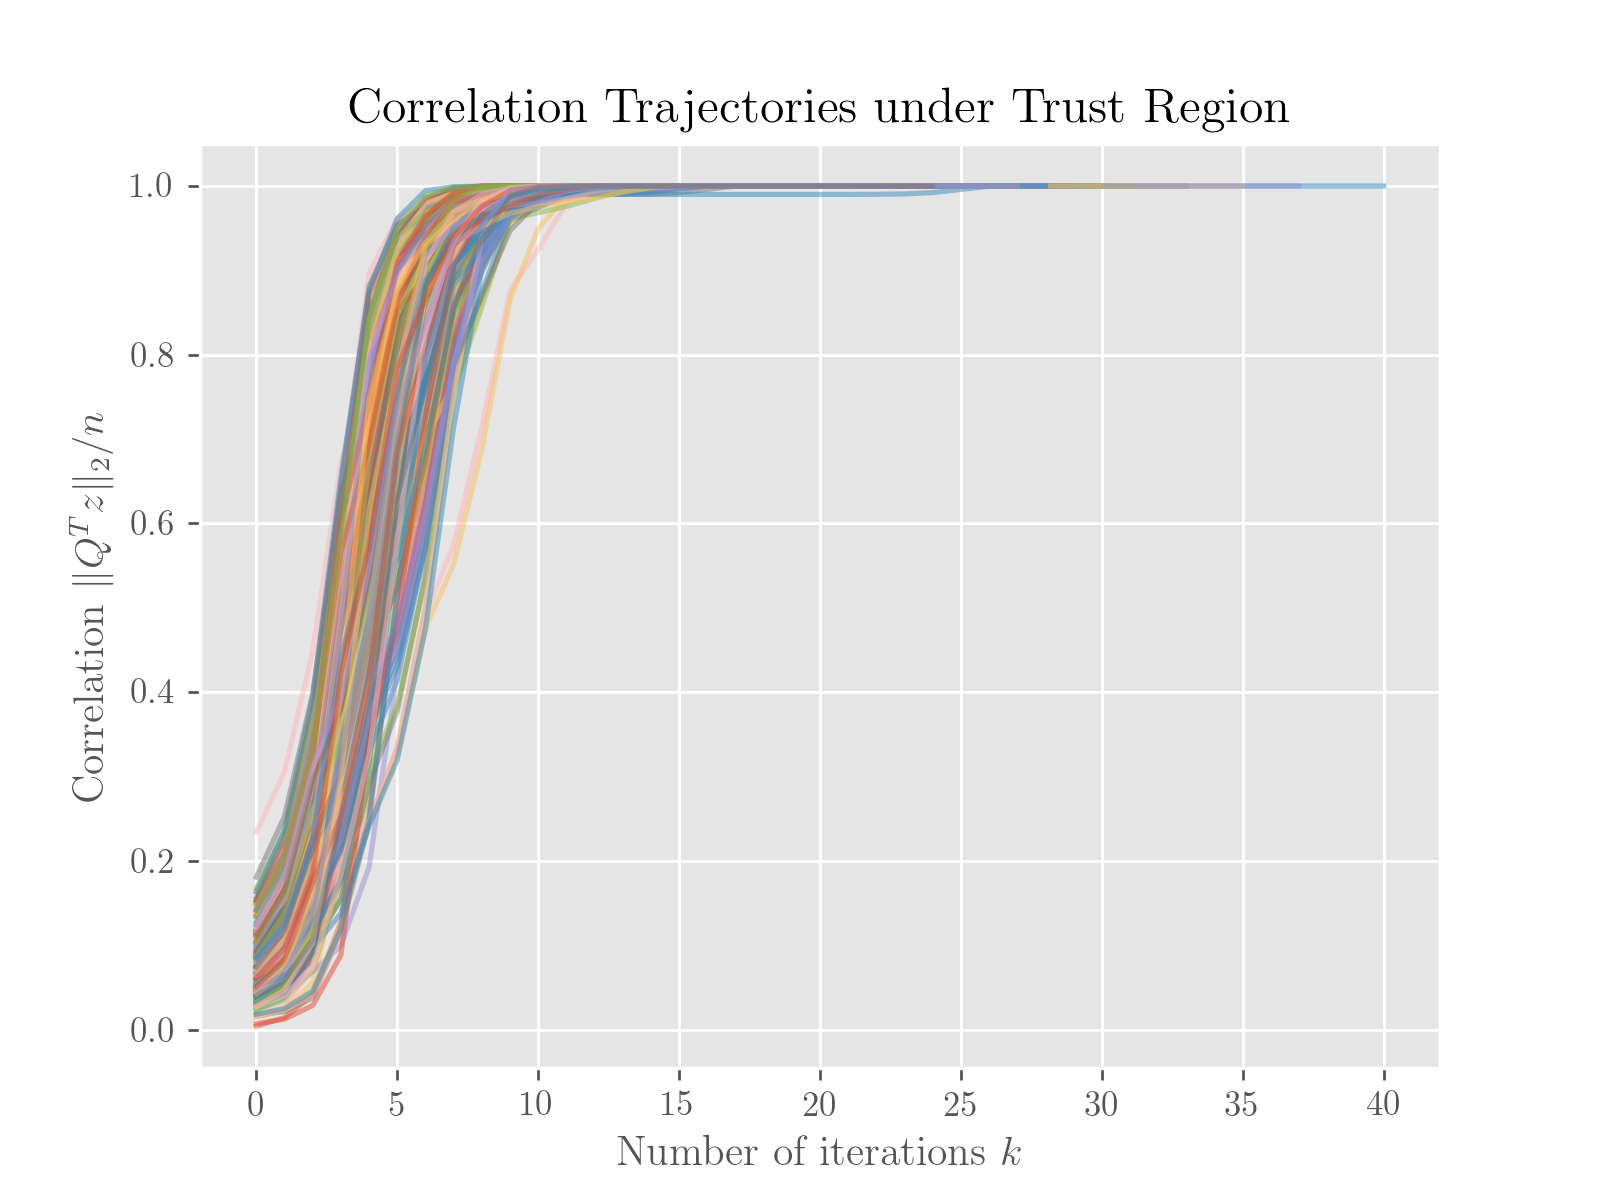 Correlation Trajectories under Trust Region
1.0
0.8
0.6
0.4
0.2
0.0
Correlation ||Q^T z||_2/n
0 5 10 15 20 25 30 35 40
Number of iterations k